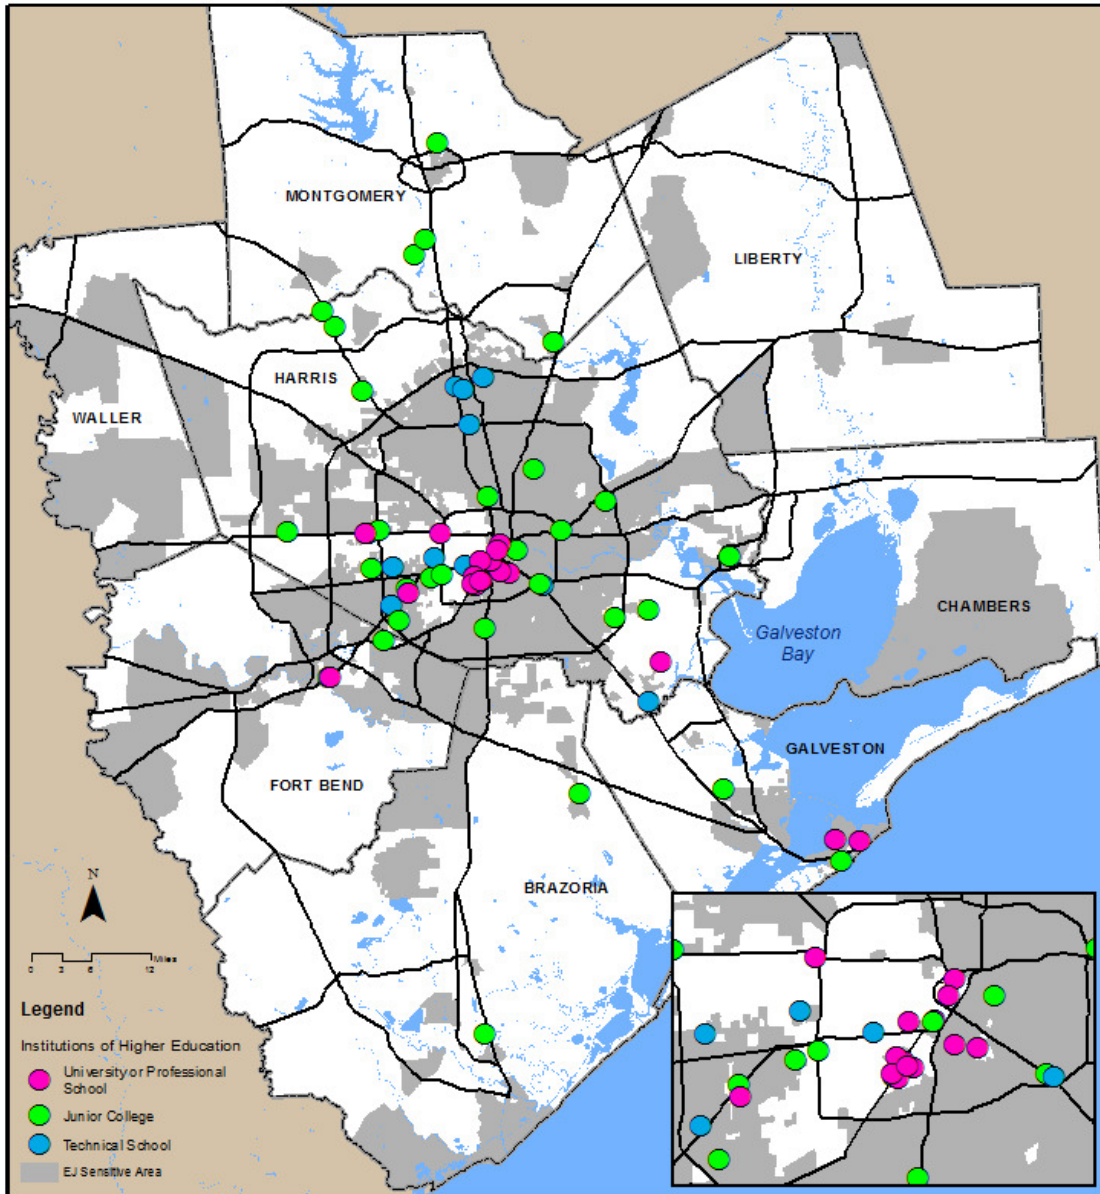 MONTGOMERY
LIBERTY
HARRIS
WALLER
CHAMBERS
Galveston
Bay
GALVESTON
FORT BEND
BRAZORIA
N
0 3 6 12 Miles
Legend
Institutions of Higher Education
University or Professional
School
Junior College
Technical School
EJ Sensitive Area